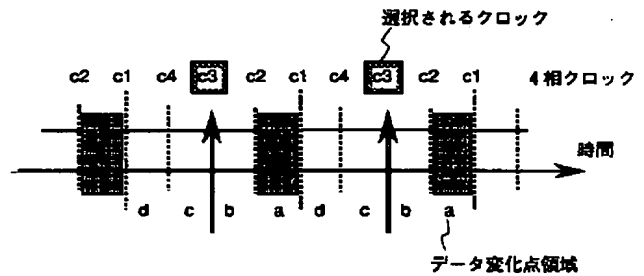 選択されるクロック
c2 c1 c4 c3 c2 c1 c4 c3 c2 c1 4相クロック
時間
d c b a d c b a
データ変化点領域